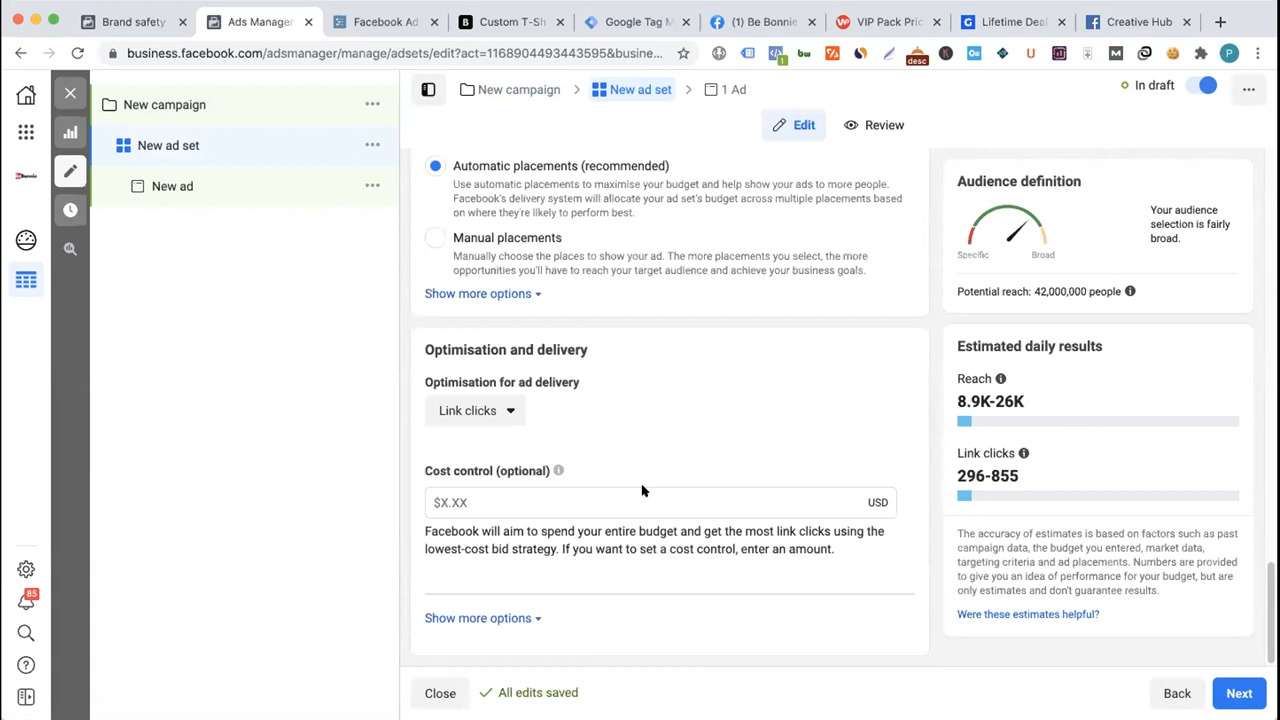 Brand safety
Ads Manager
Facebook Ad
Custom T-Sh
Google Tag M
(1) Be Bonnie
VIP Pack Pric
Lifetime Deal
Creative Hub
business.facebook.com/adsmanager/manage/adsets/edit?act=1168904493443595&busine...
desc
New campaign
New ad set
1 Ad
In draft
Edit
Review
New campaign
New ad set
New ad
Automatic placements (recommended)
Use automatic placements to maximise your budget and help show your ads to more people.
Facebook's delivery system will allocate your ad set's budget across multiple placements based
on where they're likely to perform best.
Manual placements
Manually choose the places to show your ad. The more placements you select, the more
opportunities you'll have to reach your target audience and achieve your business goals.
Show more options
Optimisation and delivery
Optimisation for ad delivery
Link clicks
Cost control (optional)
$X.XX
USD
Facebook will aim to spend your entire budget and get the most link clicks using the
lowest-cost bid strategy. If you want to set a cost control, enter an amount.
Show more options
Audience definition
Specific
Broad
Your audience
selection is fairly
broad.
Potential reach: 42,000,000 people
Estimated daily results
Reach
8.9K-26K
Link clicks
296-855
The accuracy of estimates is based on factors such as past
campaign data, the budget you entered, market data,
targeting criteria and ad placements. Numbers are provided
to give you an idea of performance for your budget, but are
only estimates and don't guarantee results.
Were these estimates helpful?
85
Close
All edits saved
Back
Next